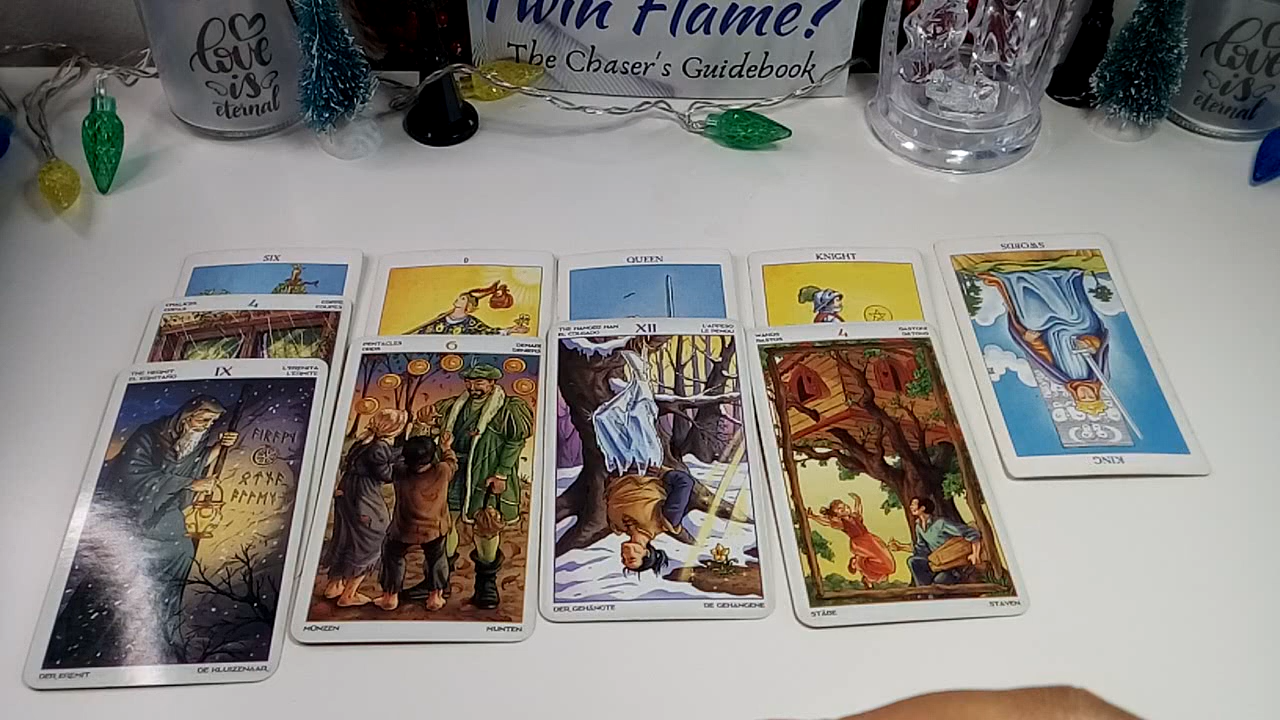 Twin Flame?
The Chaser's Guidebook
love
is
eternal
love
is
eternal
SIX
0
QUEEN
KNIGHT
SWORDS
KING
4
IX
THE HERMIT
EL ERMITAÑO
L'EREMITA
L'ERMITE
DER EREMIT
DE KLUIZENAAR
PENTACLES
OROS
6
DENARI
DENIERS
MÜNZEN
MUNTEN
THE HANGED MAN
EL COLGADO
XII
L'APPESO
LE PENDU
DER GEHÄNGTE
DE GEHANGENE
WANDS
BASTOS
4
BASTONI
BATONS
STÄBE
STAVEN